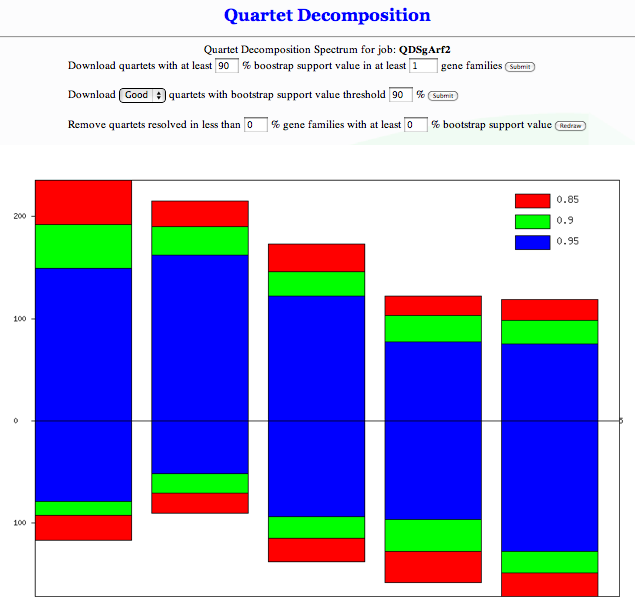 Quartet Decomposition
Quartet Decomposition Spectrum for job: QDSgArf2
Download quartets with at least 90 % boostrap support value in at least 1 gene families Submit
Download Good quartets with bootstrap support value threshold 90 % Submit
Remove quartets resolved in less than 0 % gene families with at least 0 % bootstrap support value Redraw
0.85
0.9
0.95
200
100
0
100